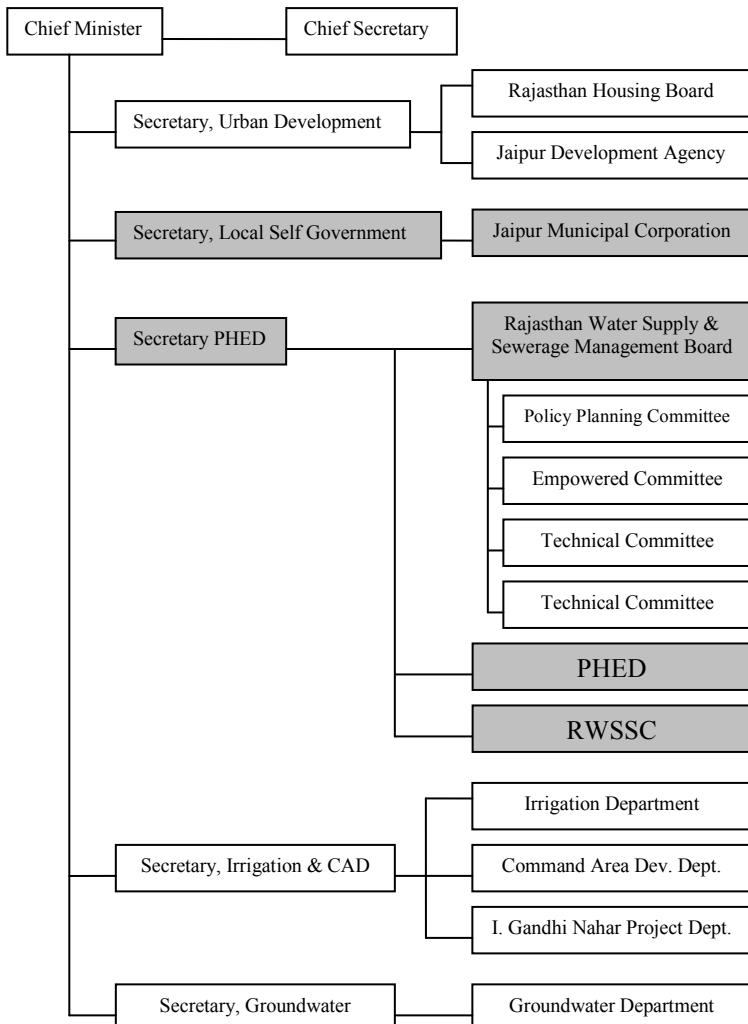 Chief Minister
Chief Secretary
Secretary, Urban Development
Rajasthan Housing Board
Jaipur Development Agency
Secretary, Local Self Government
Jaipur Municipal Corporation
Secretary PHED
Rajasthan Water Supply &
Sewerage Management Board
Policy Planning Committee
Empowered Committee
Technical Committee
Technical Committee
PHED
RWSSC
Secretary, Irrigation & CAD
Irrigation Department
Command Area Dev. Dept.
I. Gandhi Nahar Project Dept.
Secretary, Groundwater
Groundwater Department